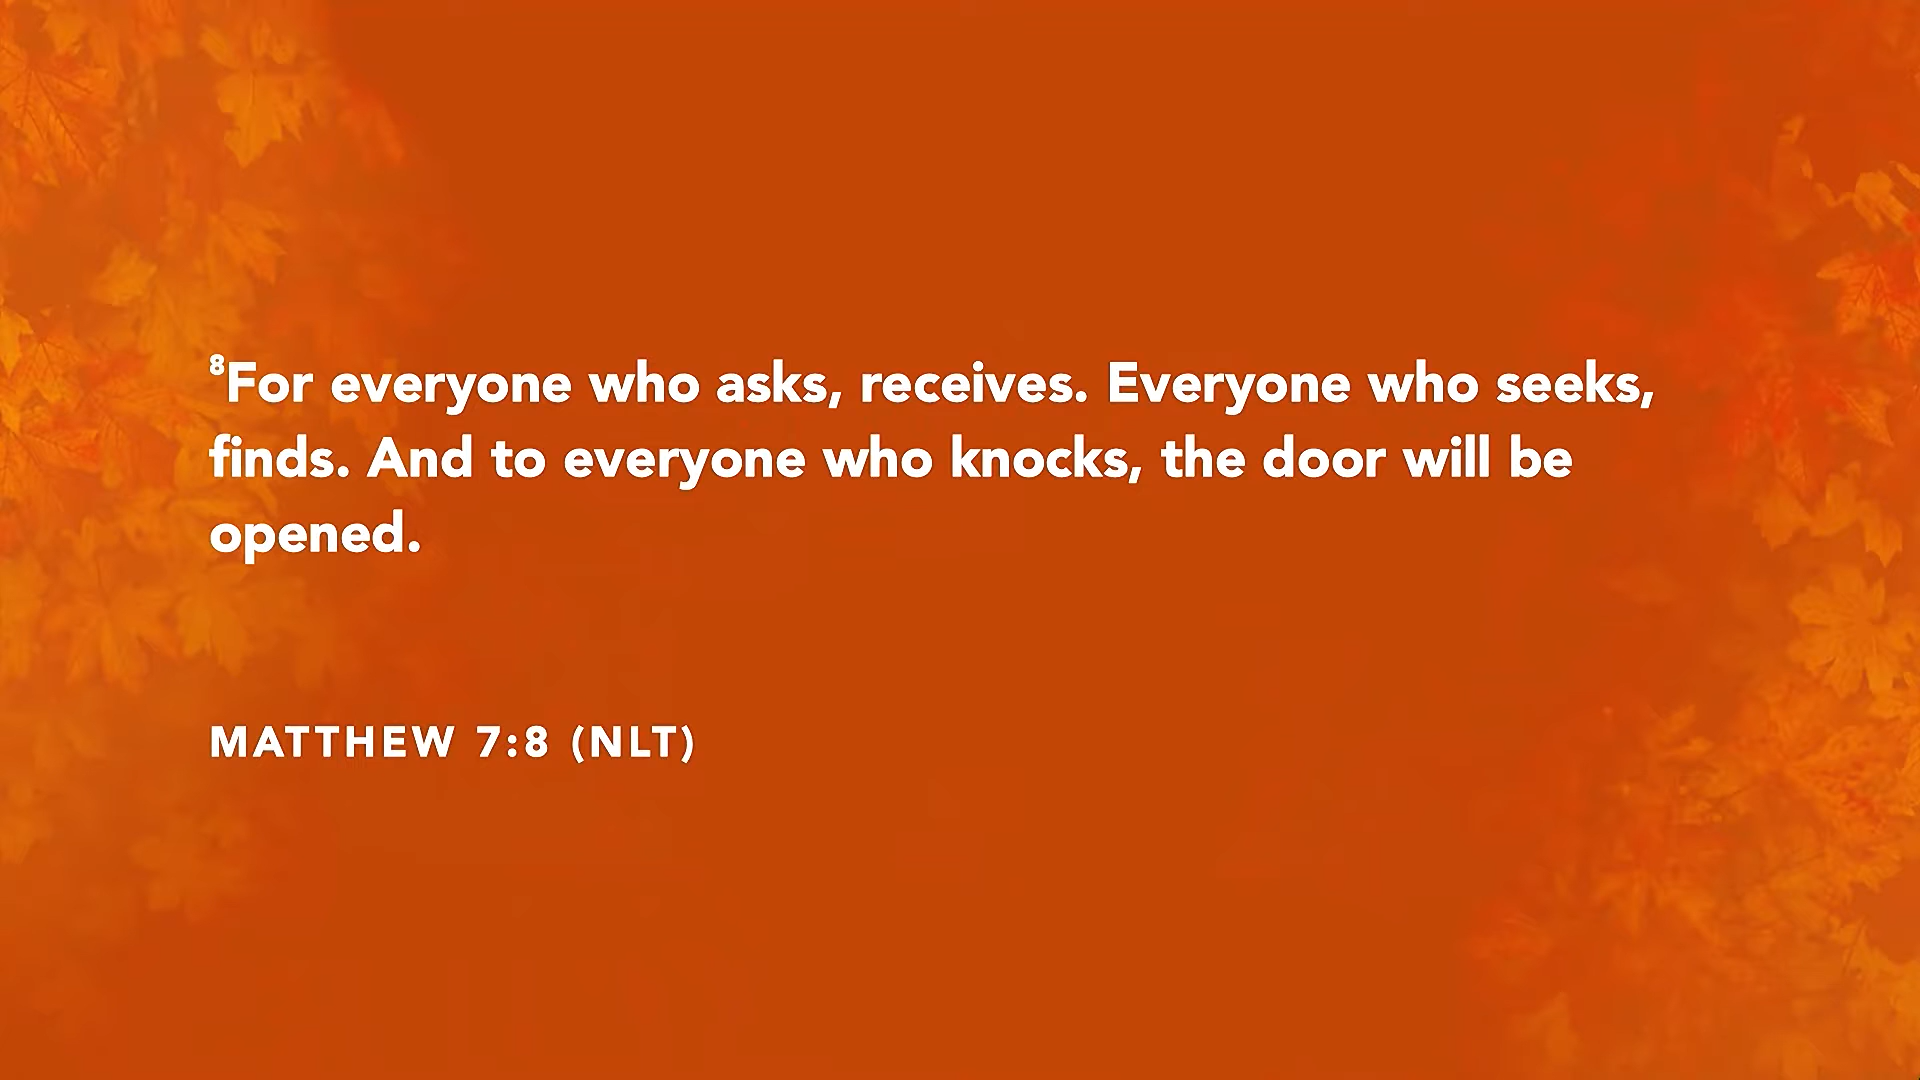 ⁸For everyone who asks, receives. Everyone who seeks,
finds. And to everyone who knocks, the door will be
opened.
MATTHEW 7:8 (NLT)